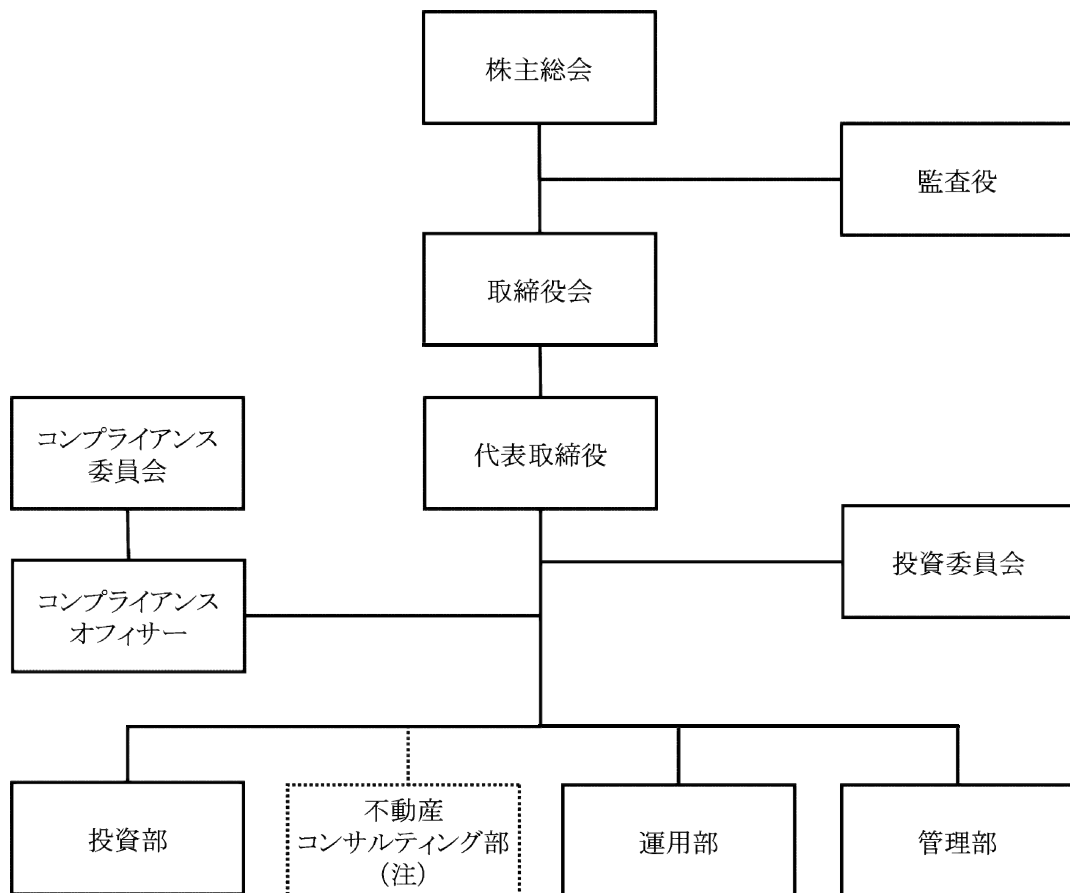 株主総会
監査役
取締役会
コンプライアンス
委員会
代表取締役
投資委員会
コンプライアンス
オフィサー
投資部
不動産
コンサルティング部
(注)
運用部
管理部